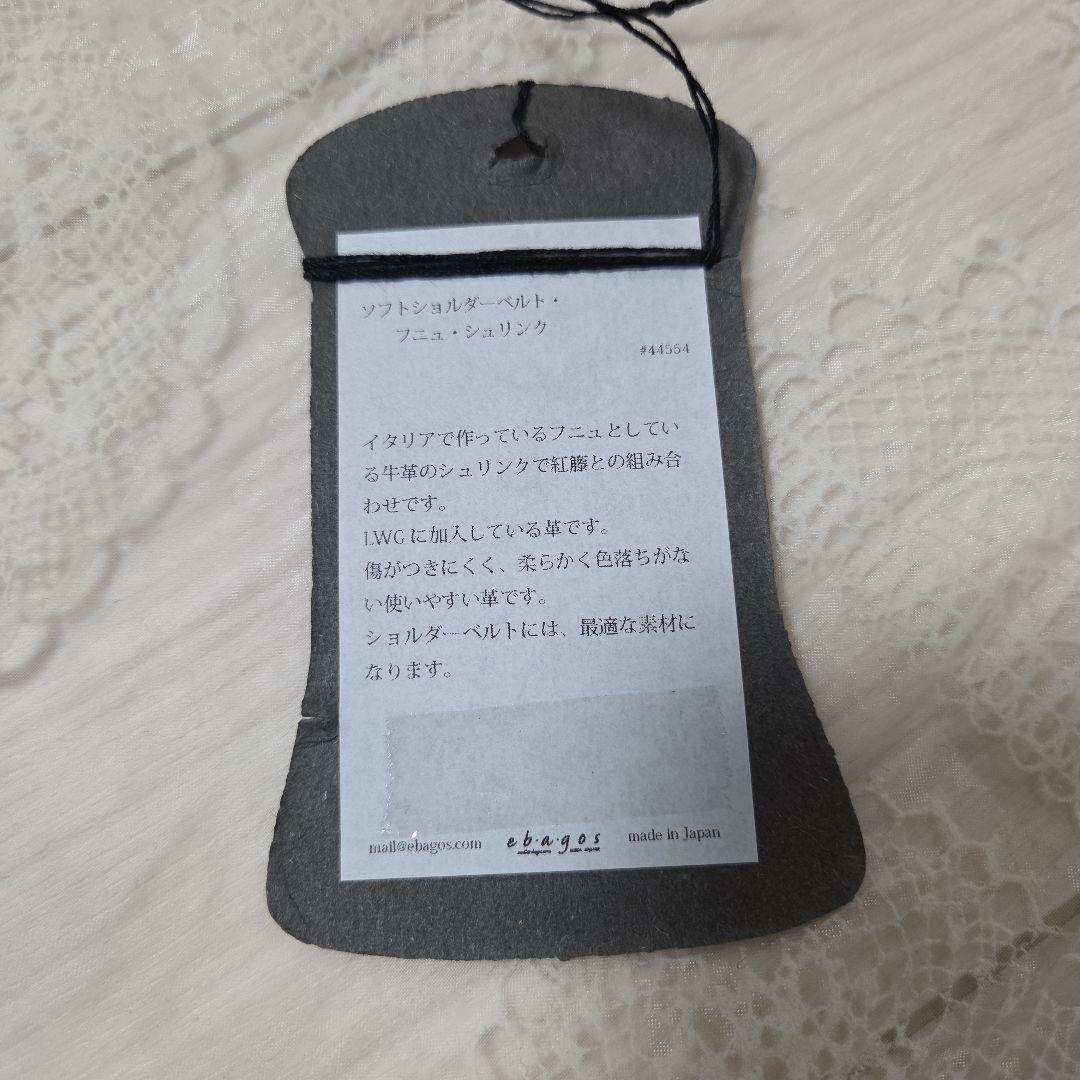 ソフトショルダーベルト・
フニュ・シュリンク
#44554
イタリアで作っているフニュとしてい
る牛革のシュリンクで紅籐との組み合
わせです。
LWGに加入している革です。
傷がつきにくく、柔らかく色落ちがな
い使いやすい革です。
ショルダーベルトには、最適な素材に
なります。
mail@ebagos.com
e・b・a・g・o・s
made in Japan